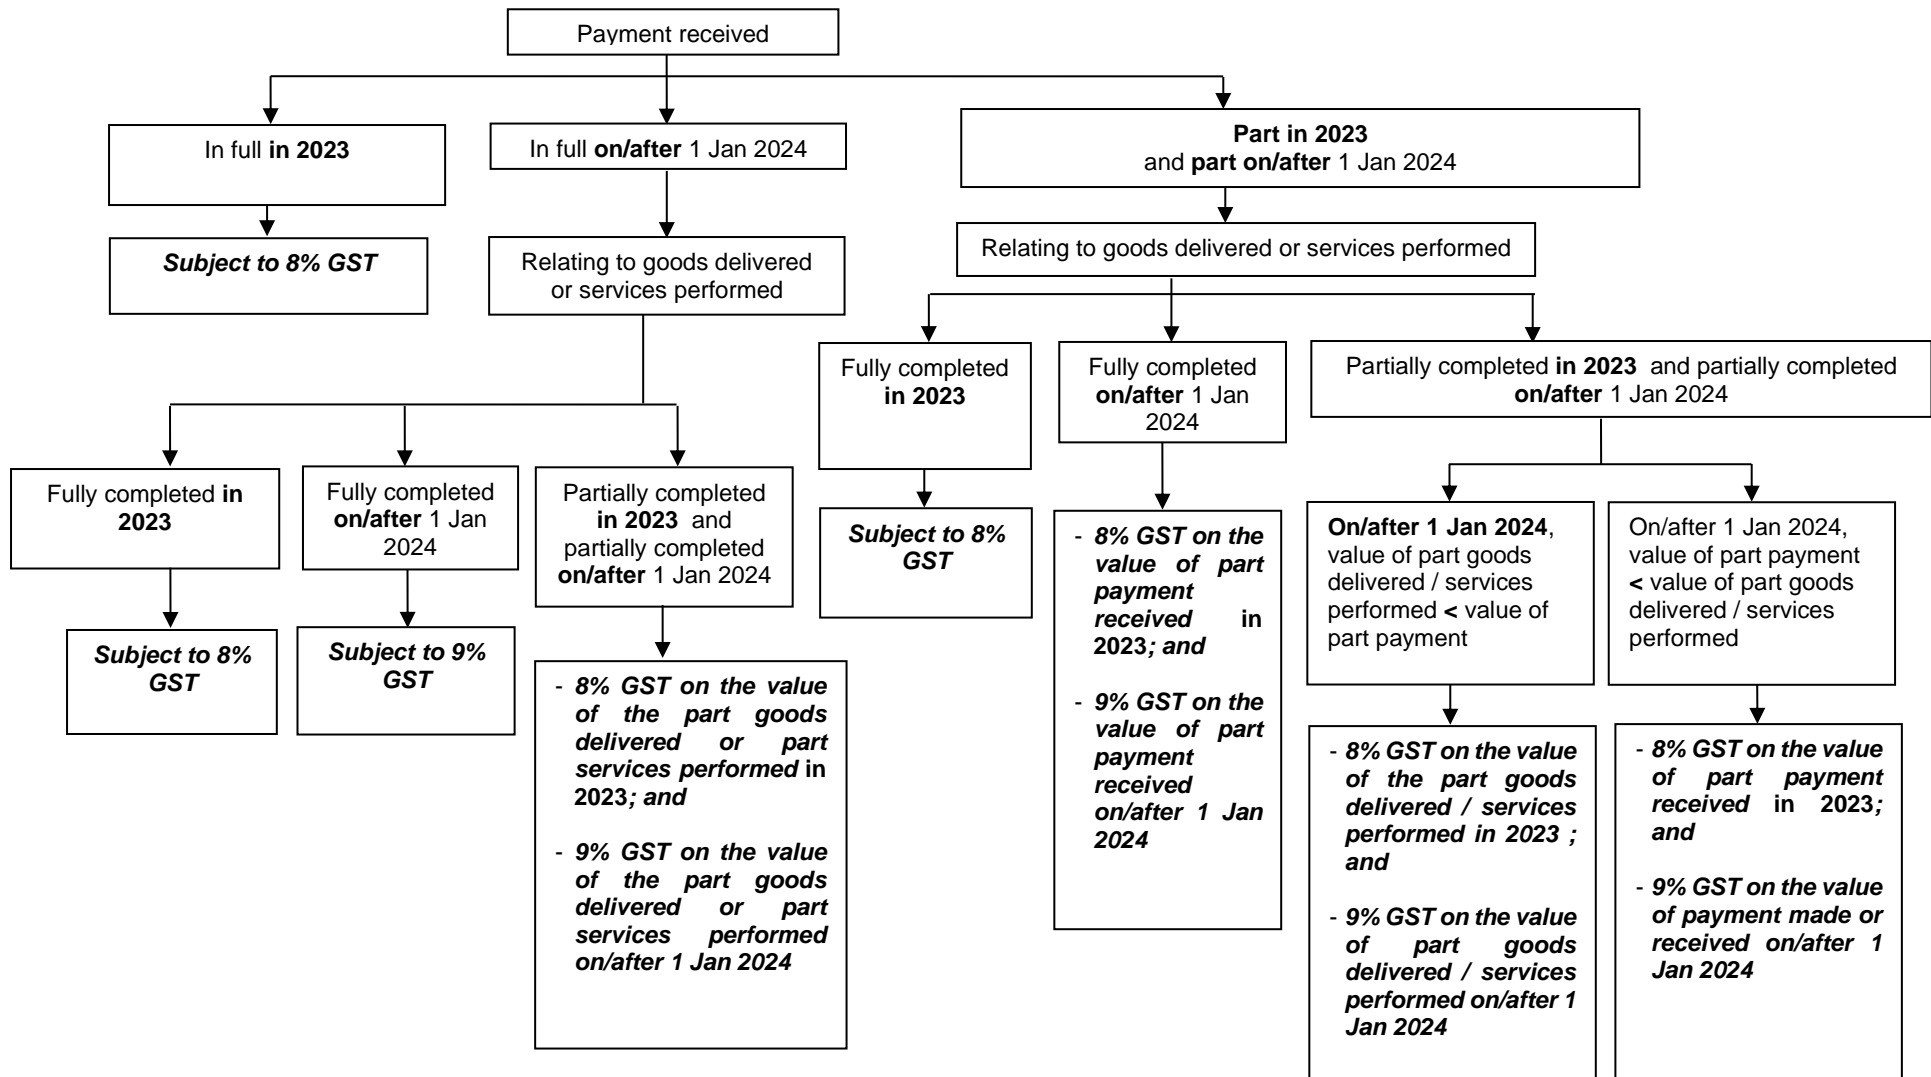 Payment received
In full in 2023
In full on/after 1 Jan 2024
Part in 2023
and part on/after 1 Jan 2024
Subject to 8% GST
Relating to goods delivered
or services performed
Relating to goods delivered or services performed
Fully completed
in 2023
Fully completed
on/after 1 Jan
2024
Partially completed in 2023 and partially completed
on/after 1 Jan 2024
Fully completed in
2023
Fully completed
on/after 1 Jan
2024
Partially completed
in 2023 and
partially completed
on/after 1 Jan 2024
Subject to 8%
GST
- 8% GST on the
value of part
payment
received in
2023; and
- 9% GST on the
value of part
payment
received
on/after 1 Jan
2024
On/after 1 Jan 2024,
value of part goods
delivered / services
performed < value of
part payment
On/after 1 Jan 2024,
value of part payment
< value of part goods
delivered / services
performed
Subject to 8%
GST
Subject to 9%
GST
- 8% GST on the value
of the part goods
delivered or part
services performed in
2023; and
- 9% GST on the value
of the part goods
delivered or part
services performed
on/after 1 Jan 2024
- 8% GST on the value
of the part goods
delivered / services
performed in 2023 ;
and
- 9% GST on the value
of part goods
delivered / services
performed on/after 1
Jan 2024
- 8% GST on the value
of part payment
received in 2023;
and
- 9% GST on the value
of payment made or
received on/after 1
Jan 2024